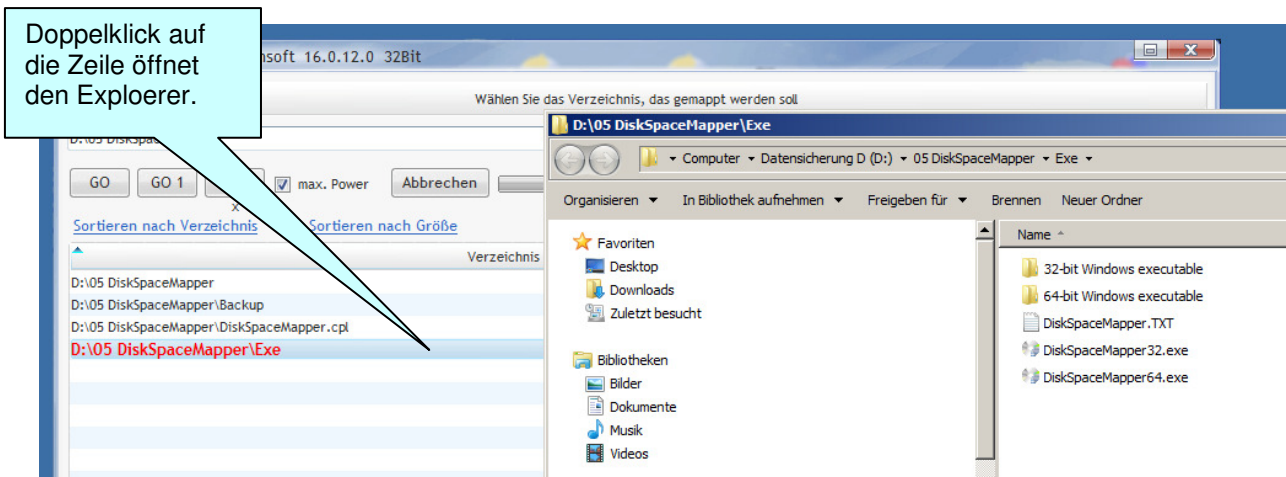 Doppelklick auf
die Zeile öffnet
den Exploerer.
16.0.12.0 32Bit
Wählen Sie das Verzeichnis, das gemappt werden soll
GO
GO 1
x
max. Power
Abbrechen
Sortieren nach Verzeichnis
Sortieren nach Größe
Verzeichnis
D:\05 DiskSpaceMapper
D:\05 DiskSpaceMapper\Backup
D:\05 DiskSpaceMapper\DiskSpaceMapper.cpl
D:\05 DiskSpaceMapper\Exe
D:\05 DiskSpaceMapper\Exe
Computer Datensicherung D (D:) 05 DiskSpaceMapper Exe
Organisieren In Bibliothek aufnehmen Freigeben für Brennen Neuer Ordner
Favoriten
Desktop
Downloads
Zuletzt besucht
Bibliotheken
Bilder
Dokumente
Musik
Videos
Name
32-bit Windows executable
64-bit Windows executable
DiskSpaceMapper.TXT
DiskSpaceMapper32.exe
DiskSpaceMapper64.exe